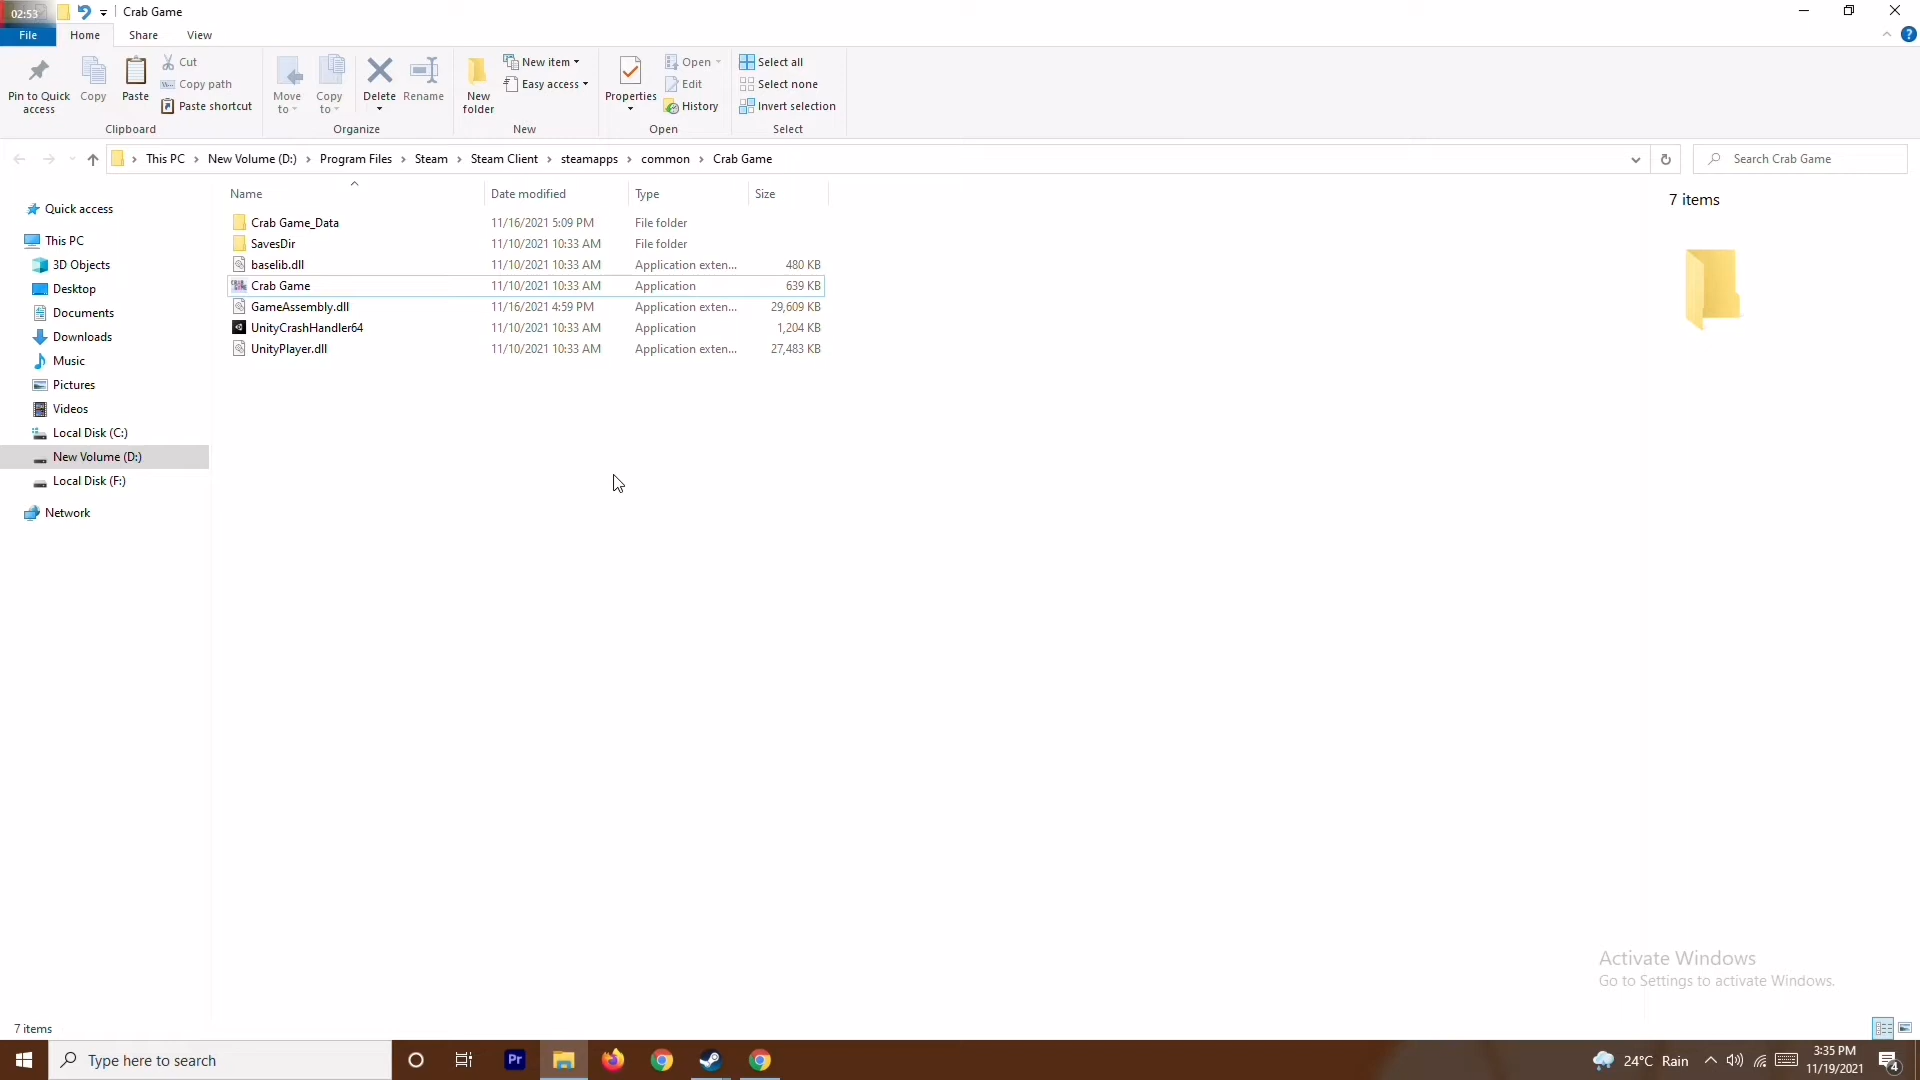 02:53 Crab Game
File Home Share View
Pin to Quick access
Copy
Paste
Cut
Copy path
Paste shortcut
Clipboard
Move to
Copy to
Delete
Rename
Organize
New folder
New item
Easy access
New
Properties
Open
Edit
History
Open
Select all
Select none
Invert selection
Select
This PC > New Volume (D:) > Program Files > Steam > Steam Client > steamapps > common > Crab Game
Search Crab Game
Quick access
This PC
3D Objects
Desktop
Documents
Downloads
Music
Pictures
Videos
Local Disk (C:)
New Volume (D:)
Local Disk (F:)
Network
Name Date modified Type Size
Crab Game_Data 11/16/2021 5:09 PM File folder
SavesDir 11/10/2021 10:33 AM File folder
baselib.dll 11/10/2021 10:33 AM Application exten... 480 KB
Crab Game 11/10/2021 10:33 AM Application 639 KB
GameAssembly.dll 11/16/2021 4:59 PM Application exten... 29,609 KB
UnityCrashHandler64 11/10/2021 10:33 AM Application 1,204 KB
UnityPlayer.dll 11/10/2021 10:33 AM Application exten... 27,483 KB
7 items
Activate Windows
Go to Settings to activate Windows.
7 items
Type here to search
Pr
24°C Rain
3:35 PM
11/19/2021
4